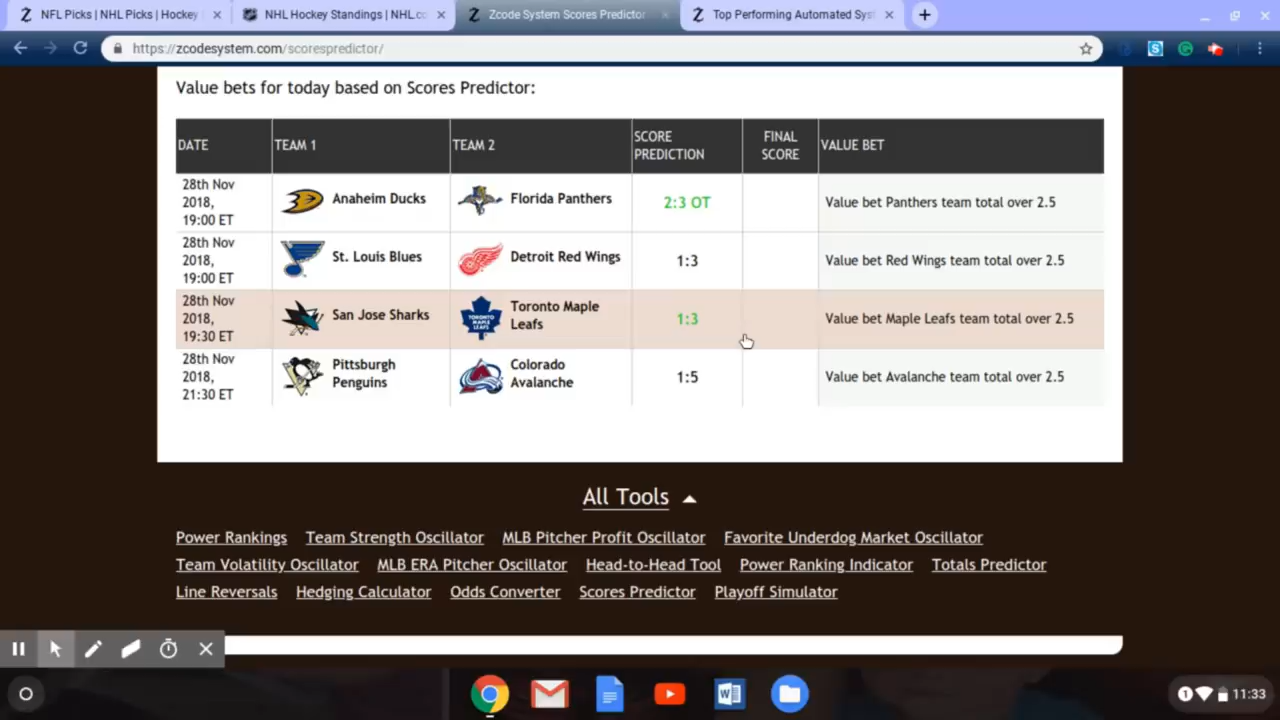 NFL Picks | NHL Picks | Hockey
NHL Hockey Standings | NHL.co
Zcode System Scores Predictor
Top Performing Automated Syst
https://zcodesystem.com/scorespredictor/
Value bets for today based on Scores Predictor:
DATE
TEAM 1
TEAM 2
SCORE
PREDICTION
FINAL
SCORE
VALUE BET
28th Nov
2018,
19:00 ET
Anaheim Ducks
Florida Panthers
2:3 OT
Value bet Panthers team total over 2.5
28th Nov
2018,
19:00 ET
St. Louis Blues
Detroit Red Wings
1:3
Value bet Red Wings team total over 2.5
28th Nov
2018,
19:30 ET
San Jose Sharks
TORONTO
MAPLE
LEAFS
Toronto Maple
Leafs
1:3
Value bet Maple Leafs team total over 2.5
28th Nov
2018,
21:30 ET
Pittsburgh
Penguins
Colorado
Avalanche
1:5
Value bet Avalanche team total over 2.5
All Tools
Power Rankings Team Strength Oscillator MLB Pitcher Profit Oscillator Favorite Underdog Market Oscillator
Team Volatility Oscillator MLB ERA Pitcher Oscillator Head-to-Head Tool Power Ranking Indicator Totals Predictor
Line Reversals Hedging Calculator Odds Converter Scores Predictor Playoff Simulator
1 11:33